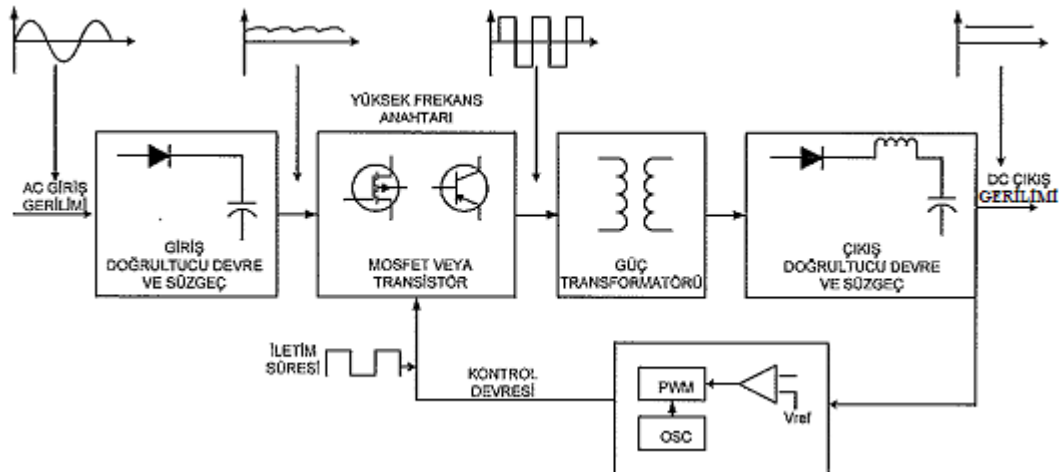 YÜKSEK FREKANS
ANAHTARI
AC GİRİŞ
GERİLİMİ
GİRİŞ
DOĞRULTUCU DEVRE
VE SÜZGEÇ
MOSFET VEYA
TRANSİSTÖR
GÜÇ
TRANSFORMATÖRÜ
ÇIKIŞ
DOĞRULTUCU DEVRE
VE SÜZGEÇ
DC ÇIKIŞ
GERİLİMİ
İLETİM
SÜRESİ
KONTROL
DEVRESİ
PWM
Vref
OSC